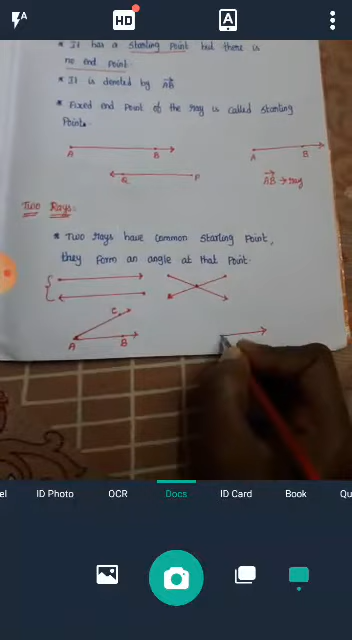 A
HD
A
* It has a starting point but there is
no end point.
* It is denoted by AB
* Fixed end point of the ray is called starting
Point.
A B A B
Q P AB → ray
Two Rays:
* Two rays have common starting point,
they form an angle at that point.
C
A B
ID Photo OCR Docs ID Card Book